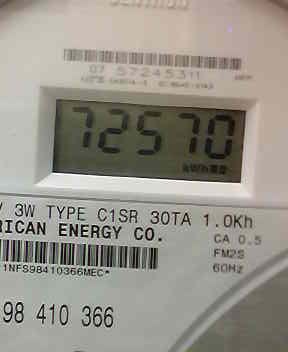 CENTRON
07 57245311
72570
kWh
V 3W TYPE C1SR 30TA 1.0Kh
RICAN ENERGY CO.
CA 0.5
FM2S
60Hz
1NFS98410366MEC*
98 410 366